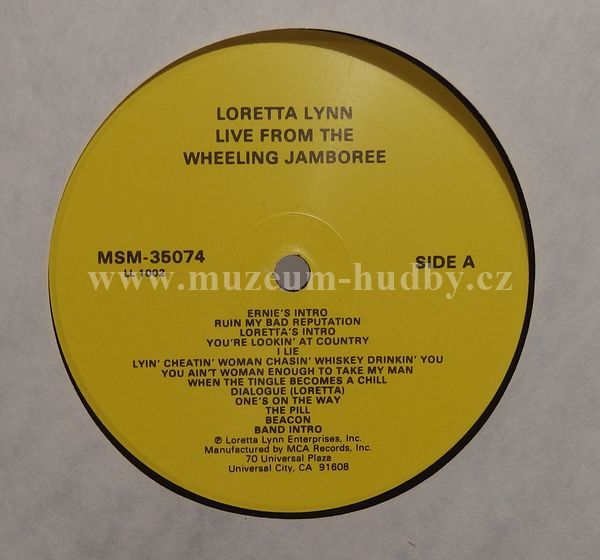 LORETTA LYNN
LIVE FROM THE
WHEELING JAMBOREE
MSM-35074
LL 1002
SIDE A
www.muzeum-hudby.cz
ERNIE'S INTRO
RUIN MY BAD REPUTATION
LORETTA'S INTRO
YOU'RE LOOKIN' AT COUNTRY
I LIE
LYIN' CHEATIN' WOMAN CHASIN' WHISKEY DRINKIN' YOU
YOU AIN'T WOMAN ENOUGH TO TAKE MY MAN
WHEN THE TINGLE BECOMES A CHILL
DIALOGUE (LORETTA)
ONE'S ON THE WAY
THE PILL
BEACON
BAND INTRO
℗ Loretta Lynn Enterprises, Inc.
Manufactured by MCA Records, Inc.
70 Universal Plaza
Universal City, CA 91608